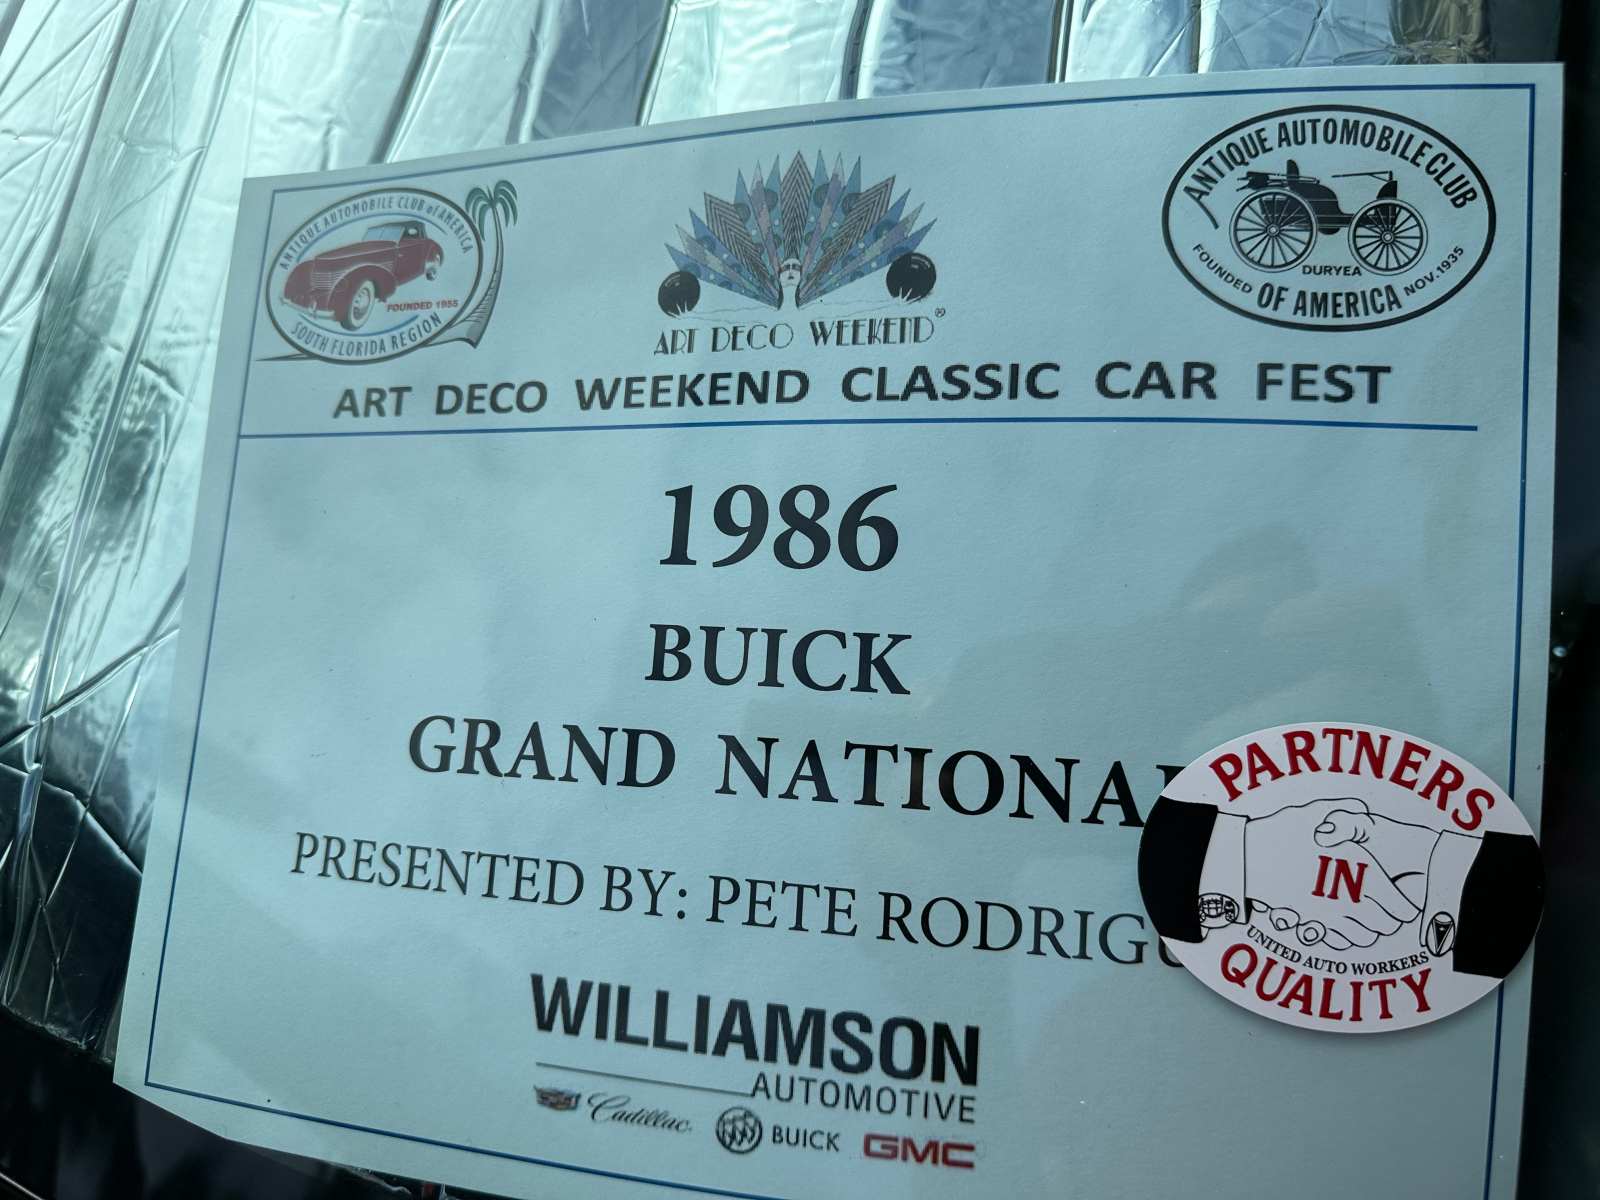 ANTIQUE AUTOMOBILE CLUB of AMERICA
FOUNDED 1955
SOUTH FLORIDA REGION
ART DECO WEEKEND®
ANTIQUE AUTOMOBILE CLUB
FOUNDED DURYEA NOV. 1935
OF AMERICA
ART DECO WEEKEND CLASSIC CAR FEST
1986
BUICK
GRAND NATIONA
PRESENTED BY: PETE RODRIGU
PARTNERS
IN
UNITED AUTO WORKERS
QUALITY
WILLIAMSON
AUTOMOTIVE
Cadillac BUICK GMC